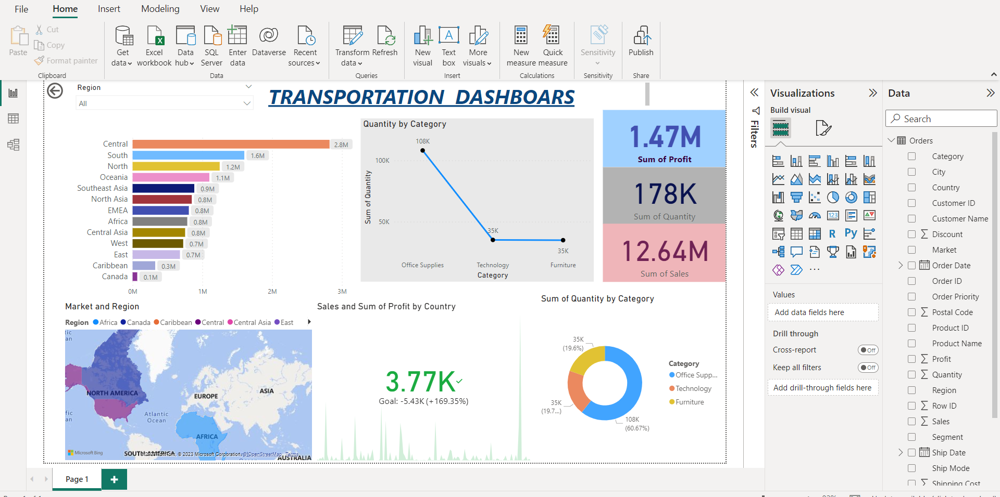 File Home Insert Modeling View Help
Paste
Cut
Copy
Format painter
Clipboard
Get data
Excel workbook
Data hub
SQL Server
Enter data
Dataverse
Recent sources
Data
Transform data
Refresh
Queries
New visual
Text box
More visuals
Insert
New measure
Quick measure
Calculations
Sensitivity
Sensitivity
Publish
Share
Region
All
TRANSPORTATION DASHBOARS
Central 2.8M
South 1.6M
North 1.2M
Oceania 1.1M
Southeast Asia 0.9M
North Asia 0.8M
EMEA 0.8M
Africa 0.8M
Central Asia 0.8M
West 0.7M
East 0.7M
Caribbean 0.3M
Canada 0.1M
0M 1M 2M 3M
Quantity by Category
108K
100K
Sum of Quantity
50K
35K
35K
Office Supplies Technology Furniture
Category
1.47M
Sum of Profit
178K
Sum of Quantity
12.64M
Sum of Sales
Market and Region
Region Africa Canada Caribbean Central Central Asia East
tic
an
NORTH AMERICA
EUROPE
ASIA
Atlantic
Ocean
fic
an
AFRICA
SOUTH AMERICA
AUSTRALIA
Microsoft Bing
© 2023 TomTom, © 2023 Microsoft Corporation, © OpenStreetMap Terms
Sales and Sum of Profit by Country
3.77K
Goal: -5.43K (+169.35%)
Sum of Quantity by Category
35K
(19.6%)
35K
(19.7...)
108K
(60.67%)
Category
Office Supp...
Technology
Furniture
Filters
Visualizations
Build visual
123
R
Py
...
Values
Add data fields here
Drill through
Cross-report Off
Keep all filters Off
Add drill-through fields here
Data
Search
Orders
Category
City
Country
Customer ID
Customer Name
Discount
Market
Order Date
Order ID
Order Priority
Postal Code
Product ID
Product Name
Profit
Quantity
Region
Row ID
Sales
Segment
Ship Date
Ship Mode
Shipping Cost
Page 1